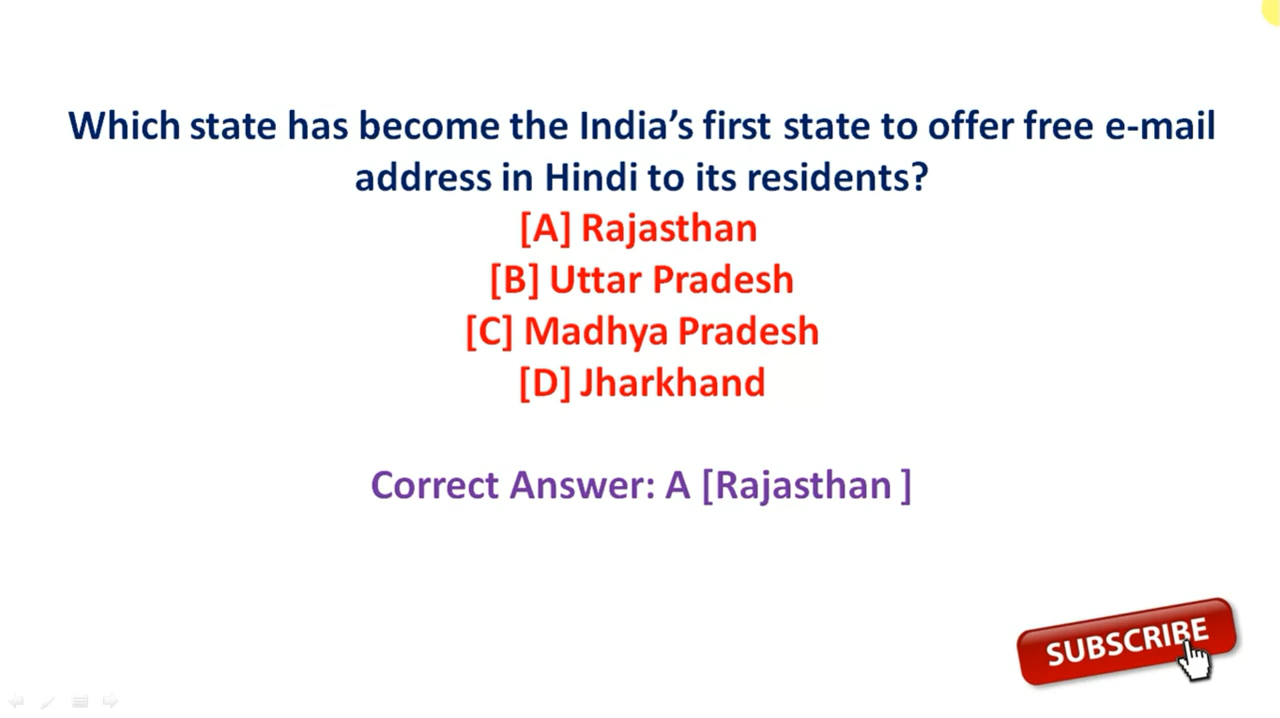 Which state has become the India’s first state to offer free e-mail
address in Hindi to its residents?
[A] Rajasthan
[B] Uttar Pradesh
[C] Madhya Pradesh
[D] Jharkhand
Correct Answer: A [Rajasthan ]
SUBSCRIBE